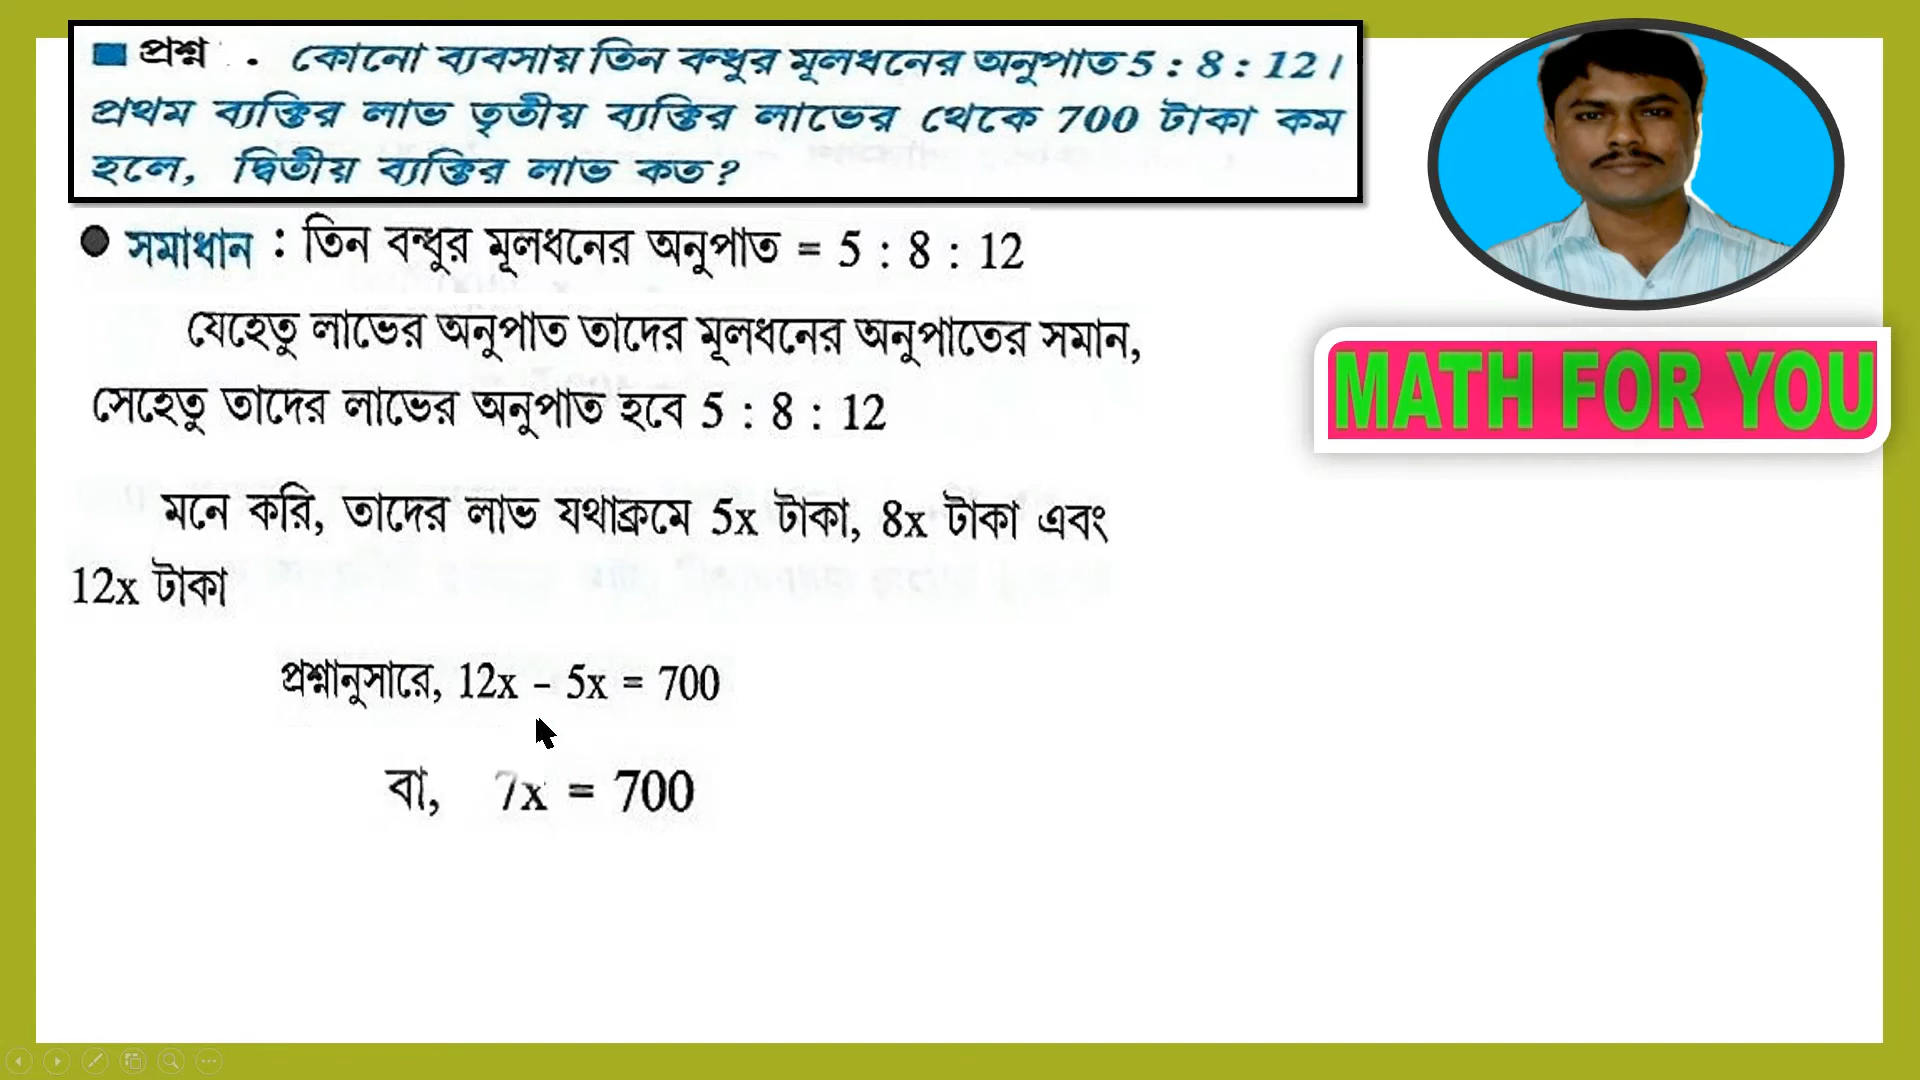 প্রশ্ন . কোনো ব্যবসায় তিন বন্ধুর মূলধনের অনুপাত 5 : 8 : 12।
প্রথম ব্যক্তির লাভ তৃতীয় ব্যক্তির লাভের থেকে 700 টাকা কম
হলে, দ্বিতীয় ব্যক্তির লাভ কত?
সমাধান : তিন বন্ধুর মূলধনের অনুপাত = 5 : 8 : 12
যেহেতু লাভের অনুপাত তাদের মূলধনের অনুপাতের সমান,
সেহেতু তাদের লাভের অনুপাত হবে 5 : 8 : 12
মনে করি, তাদের লাভ যথাক্রমে 5x টাকা, 8x টাকা এবং
12x টাকা
প্রশ্নানুসারে, 12x – 5x = 700
বা, 7x = 700
MATH FOR YOU